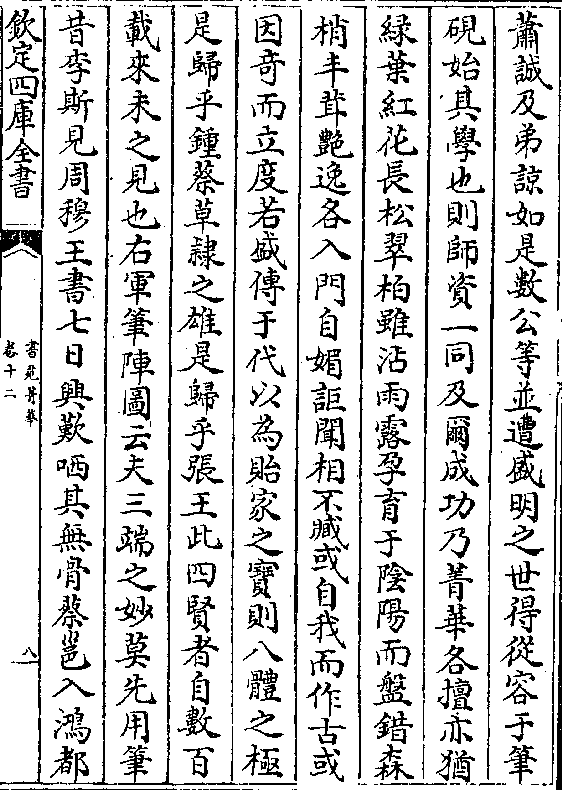 蕭誠及弟諒如是數公等並遭盛明之世得從容于筆
硯始其學也則師資一同及爾成功乃菁華各擅亦猶
緑葉紅花長松翠柏雖沾雨露孕育于陰陽而盤錯森
梢丰茸艷逸各入門自媚詎聞相不臧或自我而作古或
因奇而立度若盛傳于代以為貽家之寶則八體之極
是歸乎鍾蔡草隷之雄是歸乎張王此四賢者自數百
載來未之見也右軍筆陣圖云夫三端之妙莫先用筆
昔李斯見周穆王書七日興歎哂其無骨蔡邕入鴻都
欽定四庫全書
書苑菁華
卷十二
八